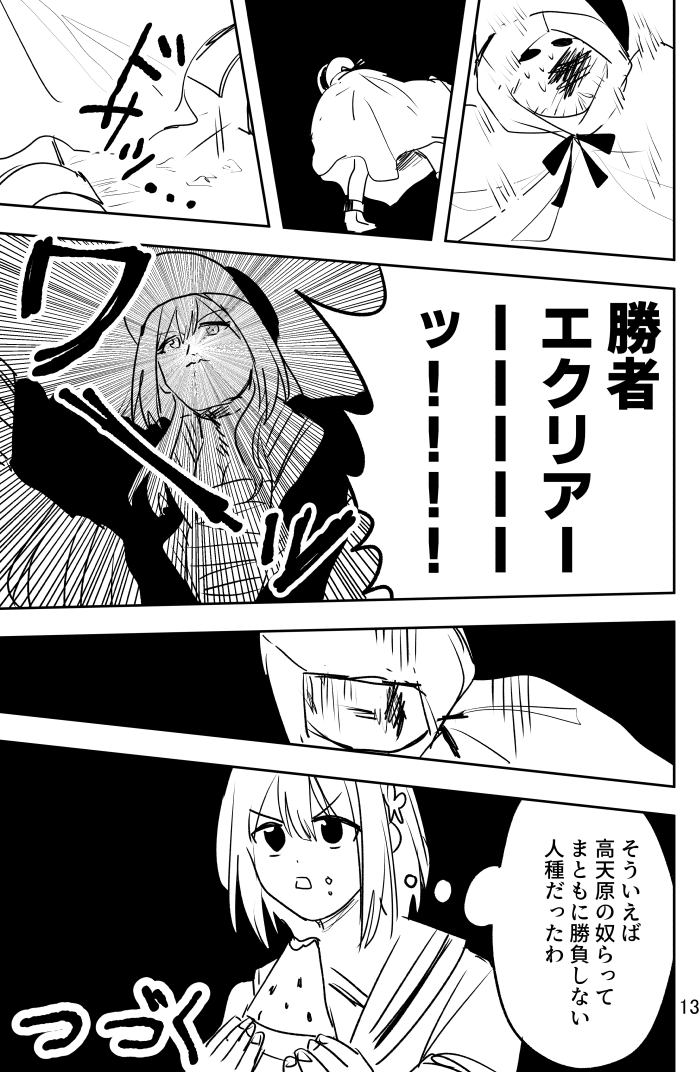 ドサッ…
勝者
エクリアー
ーーーーー
ッ！！！！！
ワァァッ
そういえば
高天原の奴らって
まともに勝負しない
人種だったわ
つづく
13